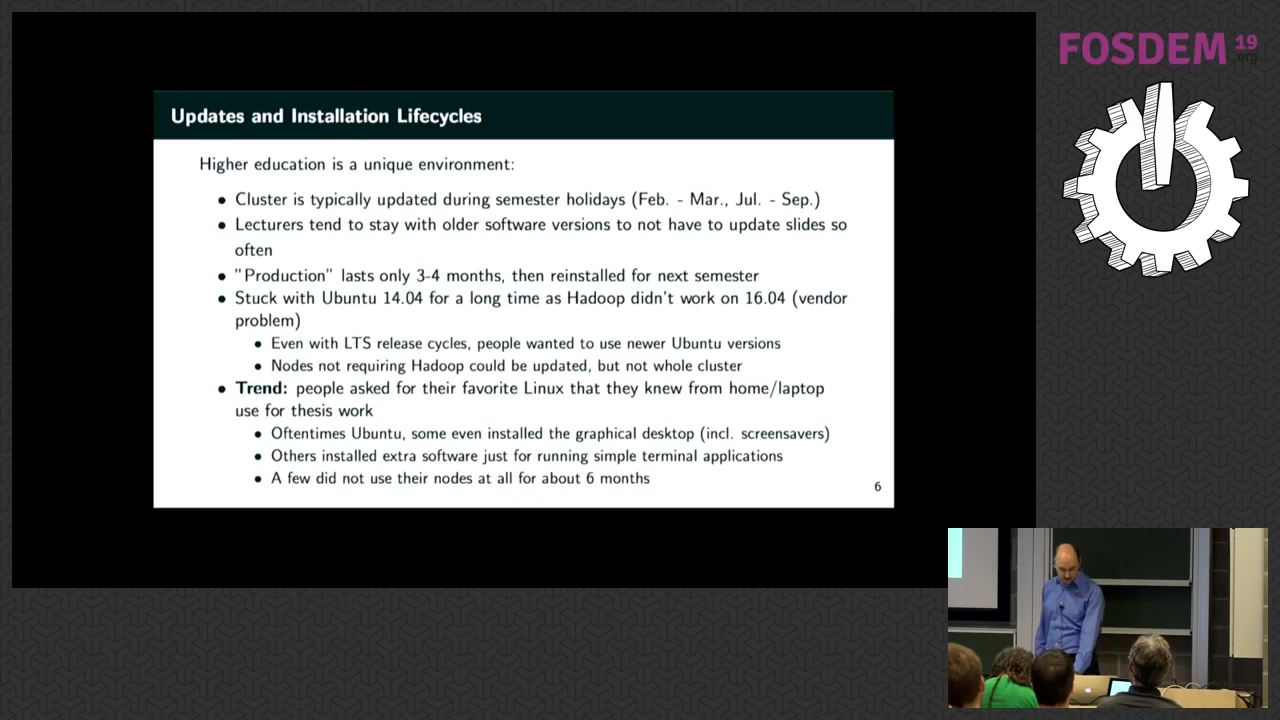 FOSDEM 19
.org
Updates and Installation Lifecycles
Higher education is a unique environment:
• Cluster is typically updated during semester holidays (Feb. - Mar., Jul. - Sep.)
• Lecturers tend to stay with older software versions to not have to update slides so
often
• "Production" lasts only 3-4 months, then reinstalled for next semester
• Stuck with Ubuntu 14.04 for a long time as Hadoop didn't work on 16.04 (vendor
problem)
• Even with LTS release cycles, people wanted to use newer Ubuntu versions
• Nodes not requiring Hadoop could be updated, but not whole cluster
• Trend: people asked for their favorite Linux that they knew from home/laptop
use for thesis work
• Oftentimes Ubuntu, some even installed the graphical desktop (incl. screensavers)
• Others installed extra software just for running simple terminal applications
• A few did not use their nodes at all for about 6 months
6